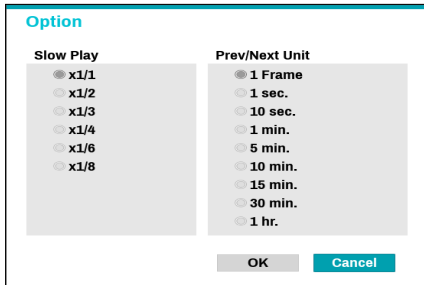 Option
Slow Play
x1/1
x1/2
x1/3
x1/4
x1/6
x1/8
Prev/Next Unit
1 Frame
1 sec.
10 sec.
1 min.
5 min.
10 min.
15 min.
30 min.
1 hr.
OK
Cancel